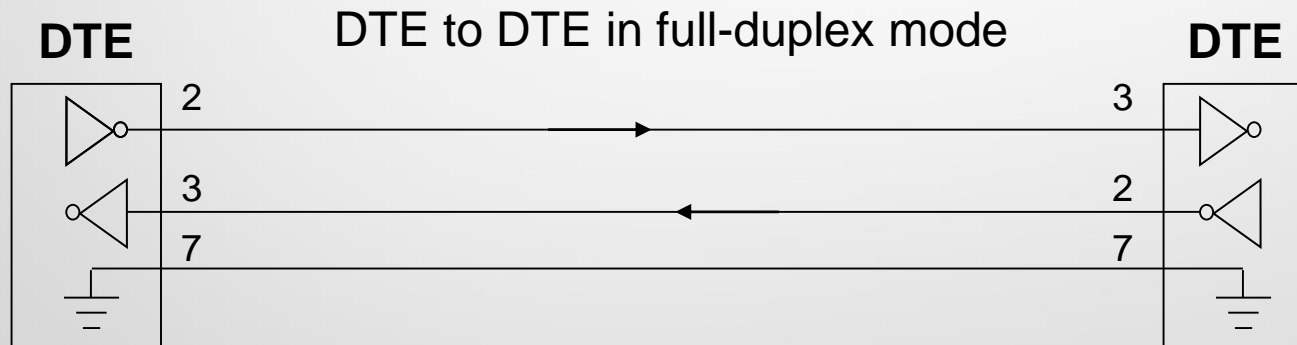 DTE to DTE in full-duplex mode
DTE DTE
2 3
3 2
7 7